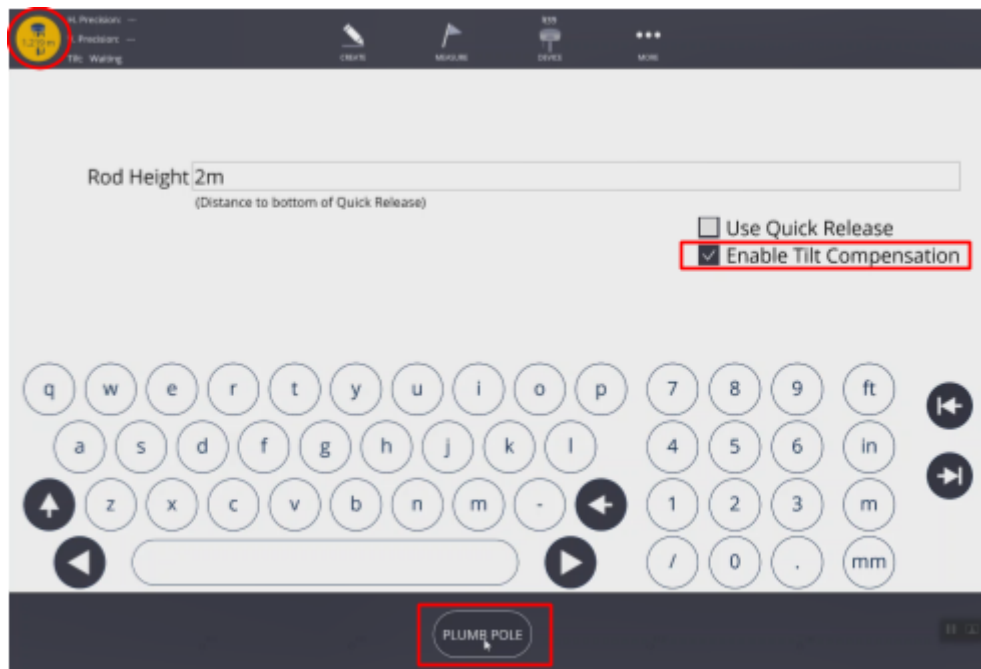 H. Precision: ---
V. Precision: ---
Tilt: Waiting
CREATE MEASURE DEVICE MORE
Rod Height 2m
(Distance to bottom of Quick Release)
Use Quick Release
Enable Tilt Compensation
q w e r t y u i o p 7 8 9 ft
a s d f g h j k l 4 5 6 in
z x c v b n m - 1 2 3 m
/ 0 . mm
PLUMB POLE